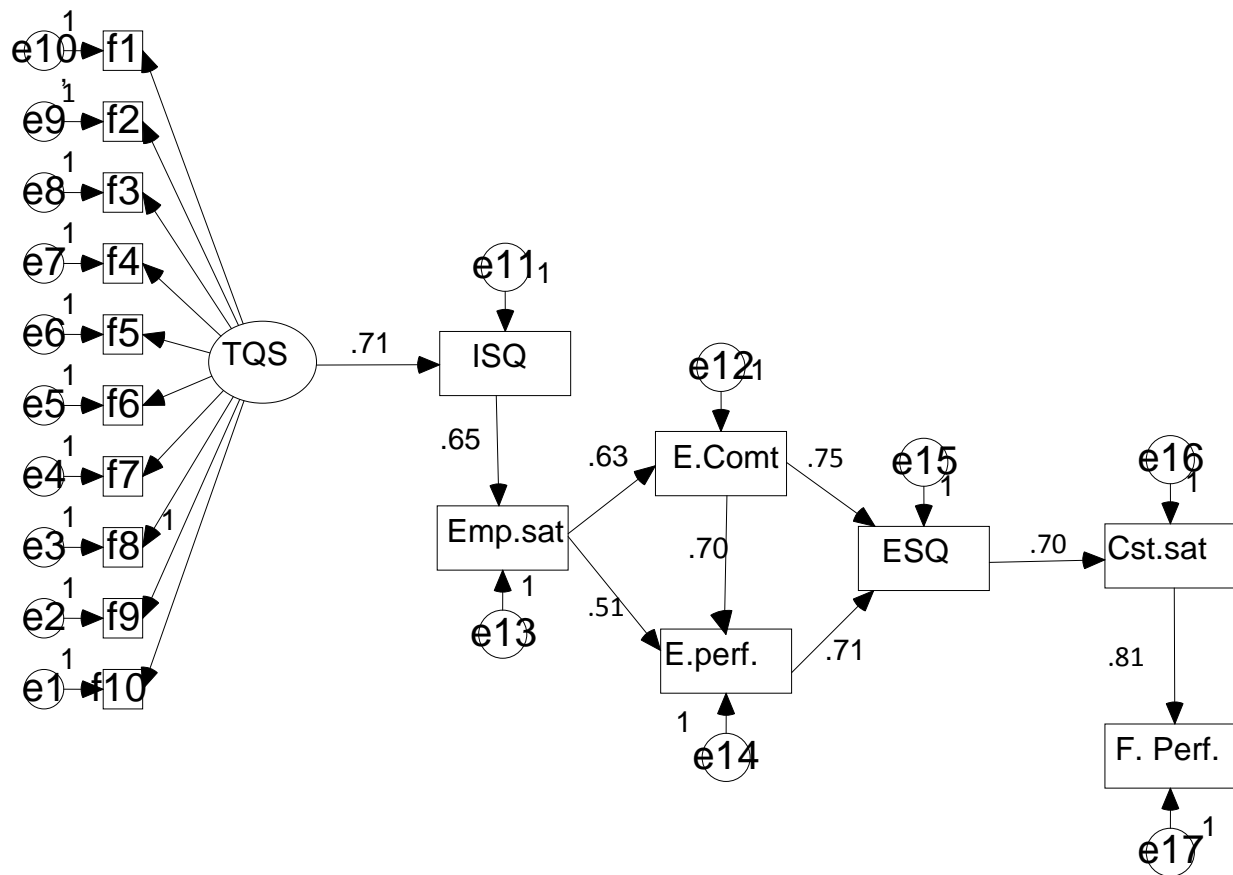 1
e10
f1
,
1
e9
f2
1
e8
f3
1
e7
f4
1
e6
f5
1
e5
f6
1
e4
f7
1
e3
f8
1
1
e2
f9
1
e1
f10
TQS
.71
e11
1
ISQ
.65
Emp.sat
1
e13
.63
.51
e12
1
E.Comt
.70
E.perf.
1
e14
.75
.71
e15
1
ESQ
.70
e16
1
Cst.sat
.81
F. Perf.
e17
1